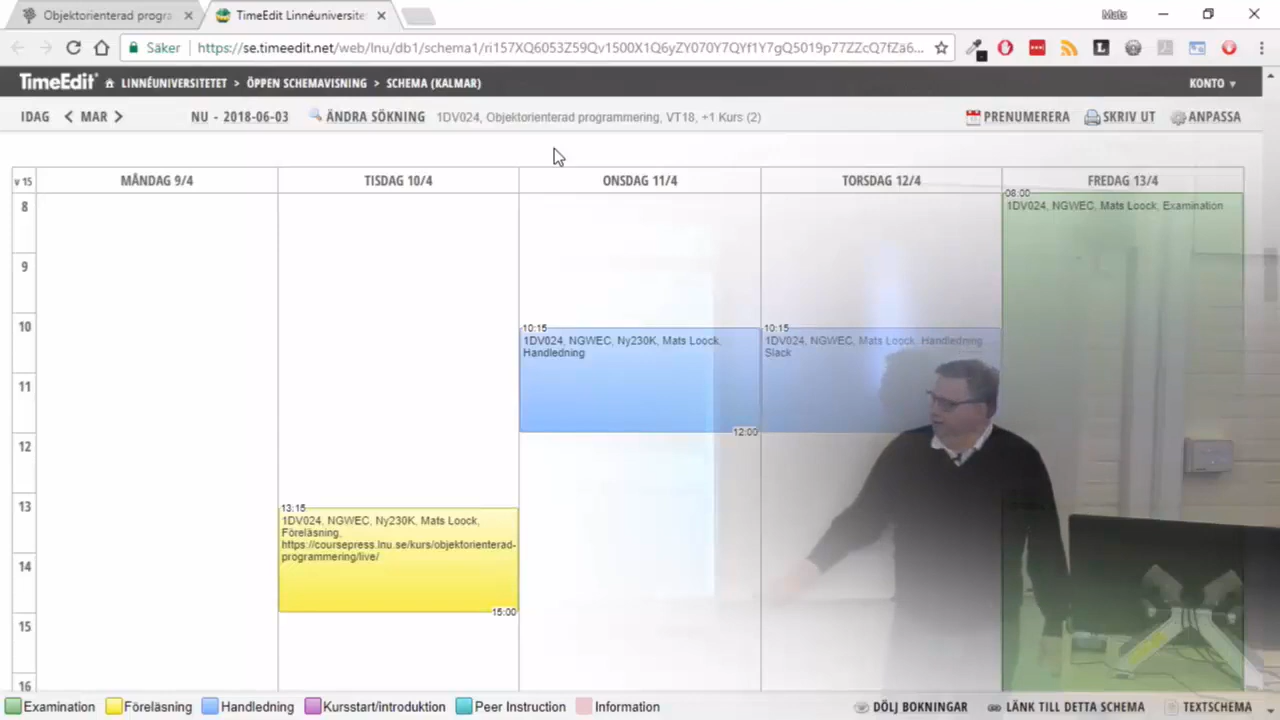 Objektorienterad progra
TimeEdit Linnéuniversite
Mats
Säker
https://se.timeedit.net/web/lnu/db1/schema1/ri157XQ6053Z59Qv1500X1Q6yZY070Y7QYf1Y7gQ5019p77ZZcQ7fZa6...
TimeEdit LINNÉUNIVERSITETET > ÖPPEN SCHEMAVISNING > SCHEMA (KALMAR)
KONTO
IDAG < MAR > NU - 2018-06-03 ÄNDRA SÖKNING 1DV024, Objektorienterad programmering, VT18, +1 Kurs (2)
PRENUMERERA SKRIV UT ANPASSA
v 15 MÅNDAG 9/4 TISDAG 10/4 ONSDAG 11/4 TORSDAG 12/4 FREDAG 13/4
08:00
8
1DV024, NGWEC, Mats Loock, Examination
9
10
10:15
1DV024, NGWEC, Ny230K, Mats Loock,
Handledning
12:00
10:15
1DV024, NGWEC, Mats Loock, Handledning
Slack
11
12
13
13:15
1DV024, NGWEC, Ny230K, Mats Loock,
Föreläsning,
https://coursepress.lnu.se/kurs/objektorienterad-
programmering/live/
15:00
14
15
16
Examination Föreläsning Handledning Kursstart/introduktion Peer Instruction Information
DÖLJ BOKNINGAR LÄNK TILL DETTA SCHEMA TEXTSCHEMA